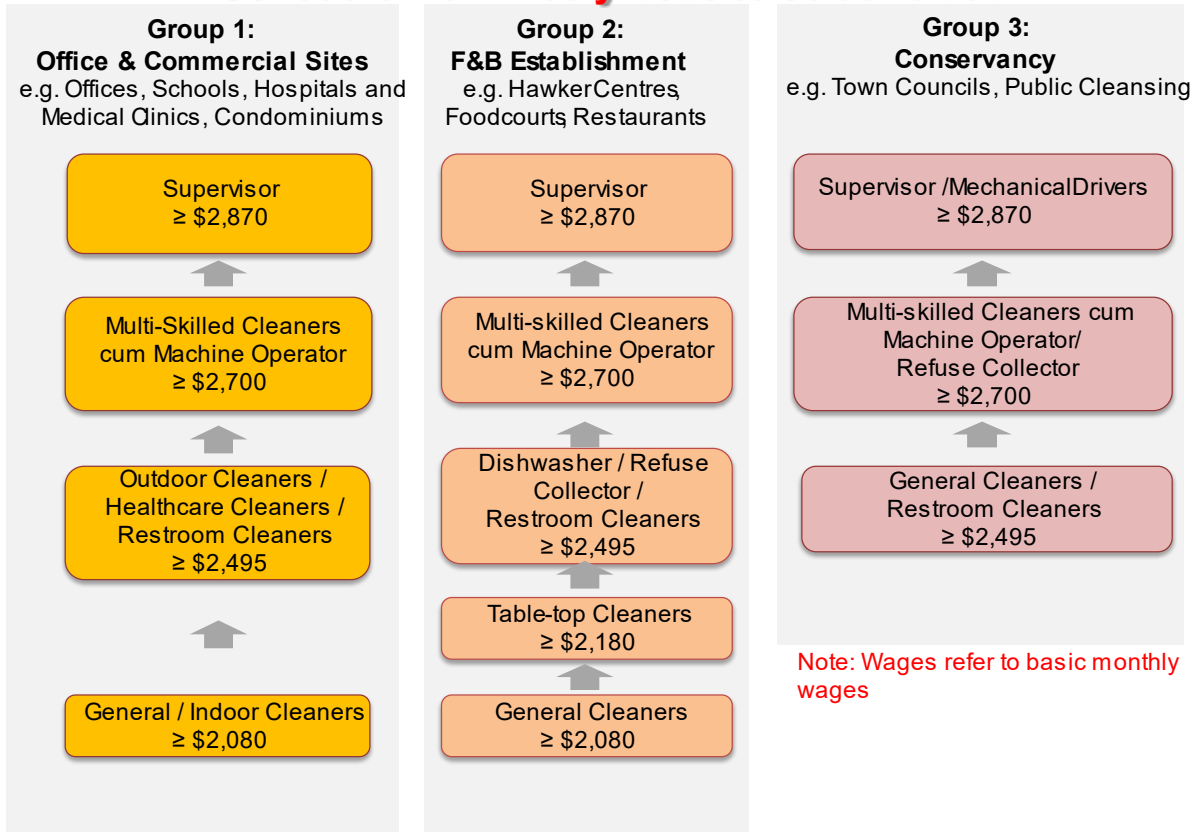 Group 1:
Office & Commercial Sites
e.g. Offices, Schools, Hospitals and
Medical Clinics, Condominiums
Supervisor
≥ $2,870
Multi-Skilled Cleaners
cum Machine Operator
≥ $2,700
Outdoor Cleaners /
Healthcare Cleaners /
Restroom Cleaners
≥ $2,495
General / Indoor Cleaners
≥ $2,080
Group 2:
F&B Establishment
e.g. Hawker Centres,
Foodcourts, Restaurants
Supervisor
≥ $2,870
Multi-skilled Cleaners
cum Machine Operator
≥ $2,700
Dishwasher / Refuse
Collector /
Restroom Cleaners
≥ $2,495
Table-top Cleaners
≥ $2,180
General Cleaners
≥ $2,080
Group 3:
Conservancy
e.g. Town Councils, Public Cleansing
Supervisor /Mechanical Drivers
≥ $2,870
Multi-skilled Cleaners cum
Machine Operator/
Refuse Collector
≥ $2,700
General Cleaners /
Restroom Cleaners
≥ $2,495
Note: Wages refer to basic monthly
wages